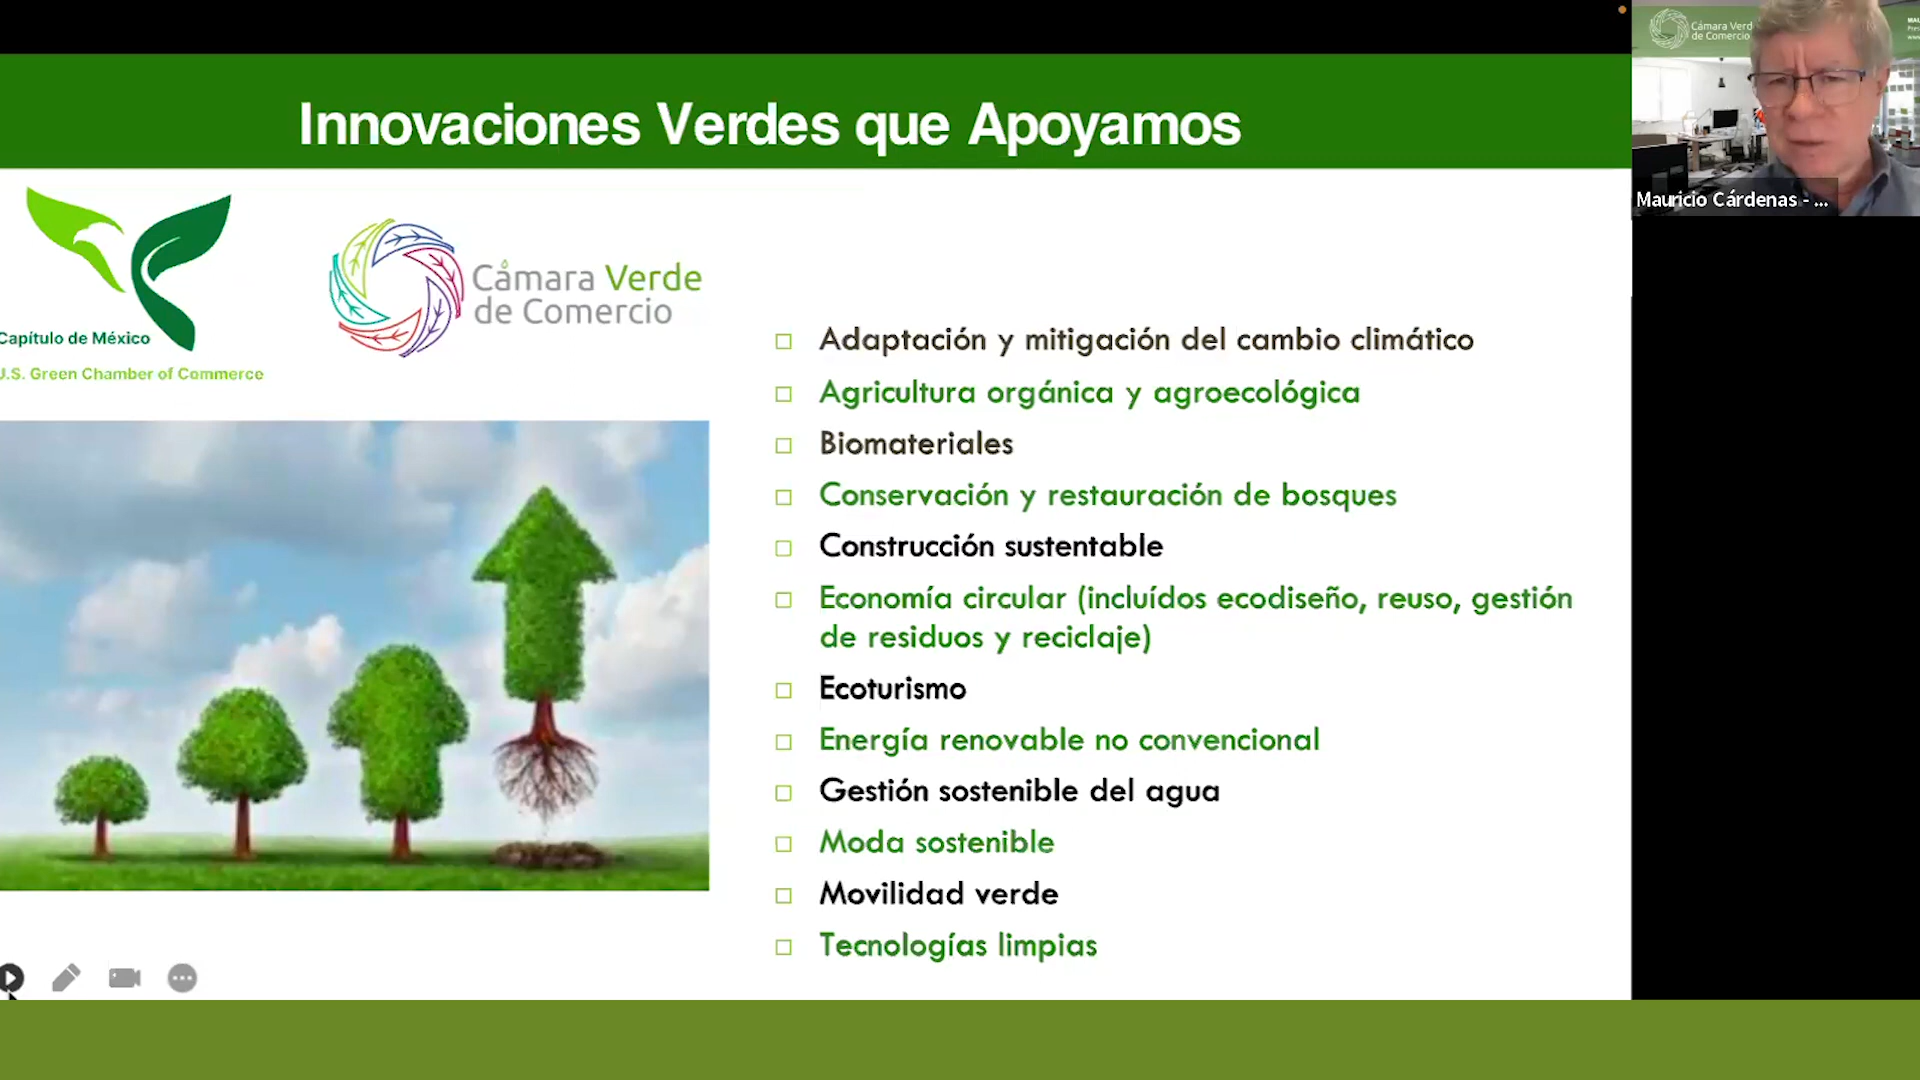 Innovaciones Verdes que Apoyamos
Capítulo de México
U.S. Green Chamber of Commerce
Cámara Verde
de Comercio
Adaptación y mitigación del cambio climático
Agricultura orgánica y agroecológica
Biomateriales
Conservación y restauración de bosques
Construcción sustentable
Economía circular (incluídos ecodiseño, reuso, gestión
de residuos y reciclaje)
Ecoturismo
Energía renovable no convencional
Gestión sostenible del agua
Moda sostenible
Movilidad verde
Tecnologías limpias
Cámara Verd
de Comercio
Mauricio Cárdenas - ...